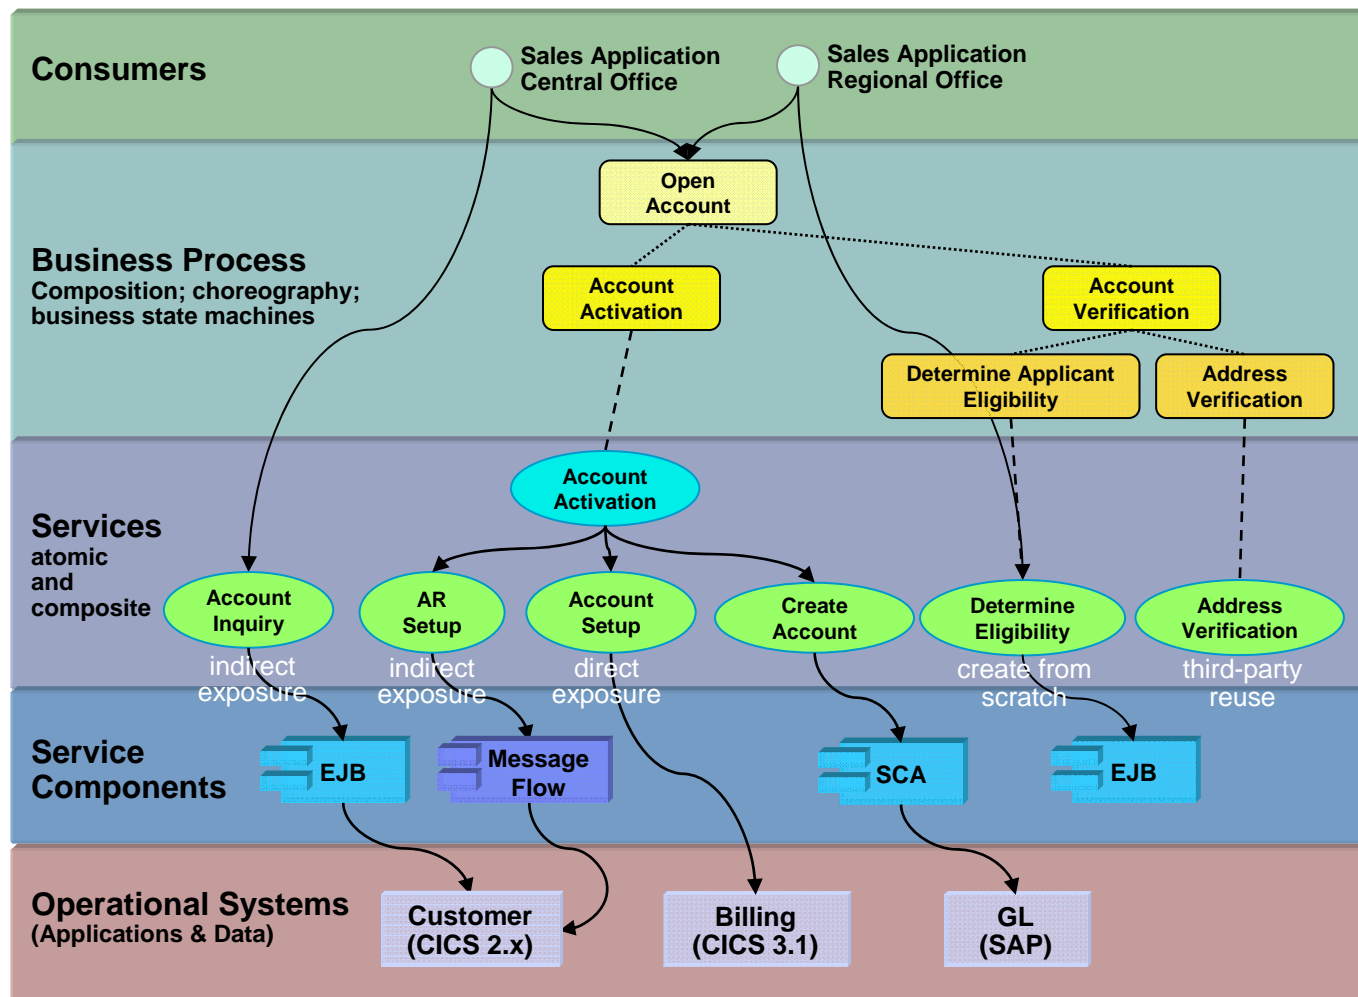 Consumers
Sales Application
Central Office
Sales Application
Regional Office
Business Process
Composition; choreography;
business state machines
Open
Account
Account
Activation
Account
Verification
Determine Applicant
Eligibility
Address
Verification
Services
atomic
and
composite
Account
Activation
Account
Inquiry
AR
Setup
Account
Setup
Create
Account
Determine
Eligibility
Address
Verification
indirect
exposure
indirect
exposure
direct
exposure
create from
scratch
third-party
reuse
Service
Components
EJB
Message
Flow
SCA
EJB
Operational Systems
(Applications & Data)
Customer
(CICS 2.x)
Billing
(CICS 3.1)
GL
(SAP)